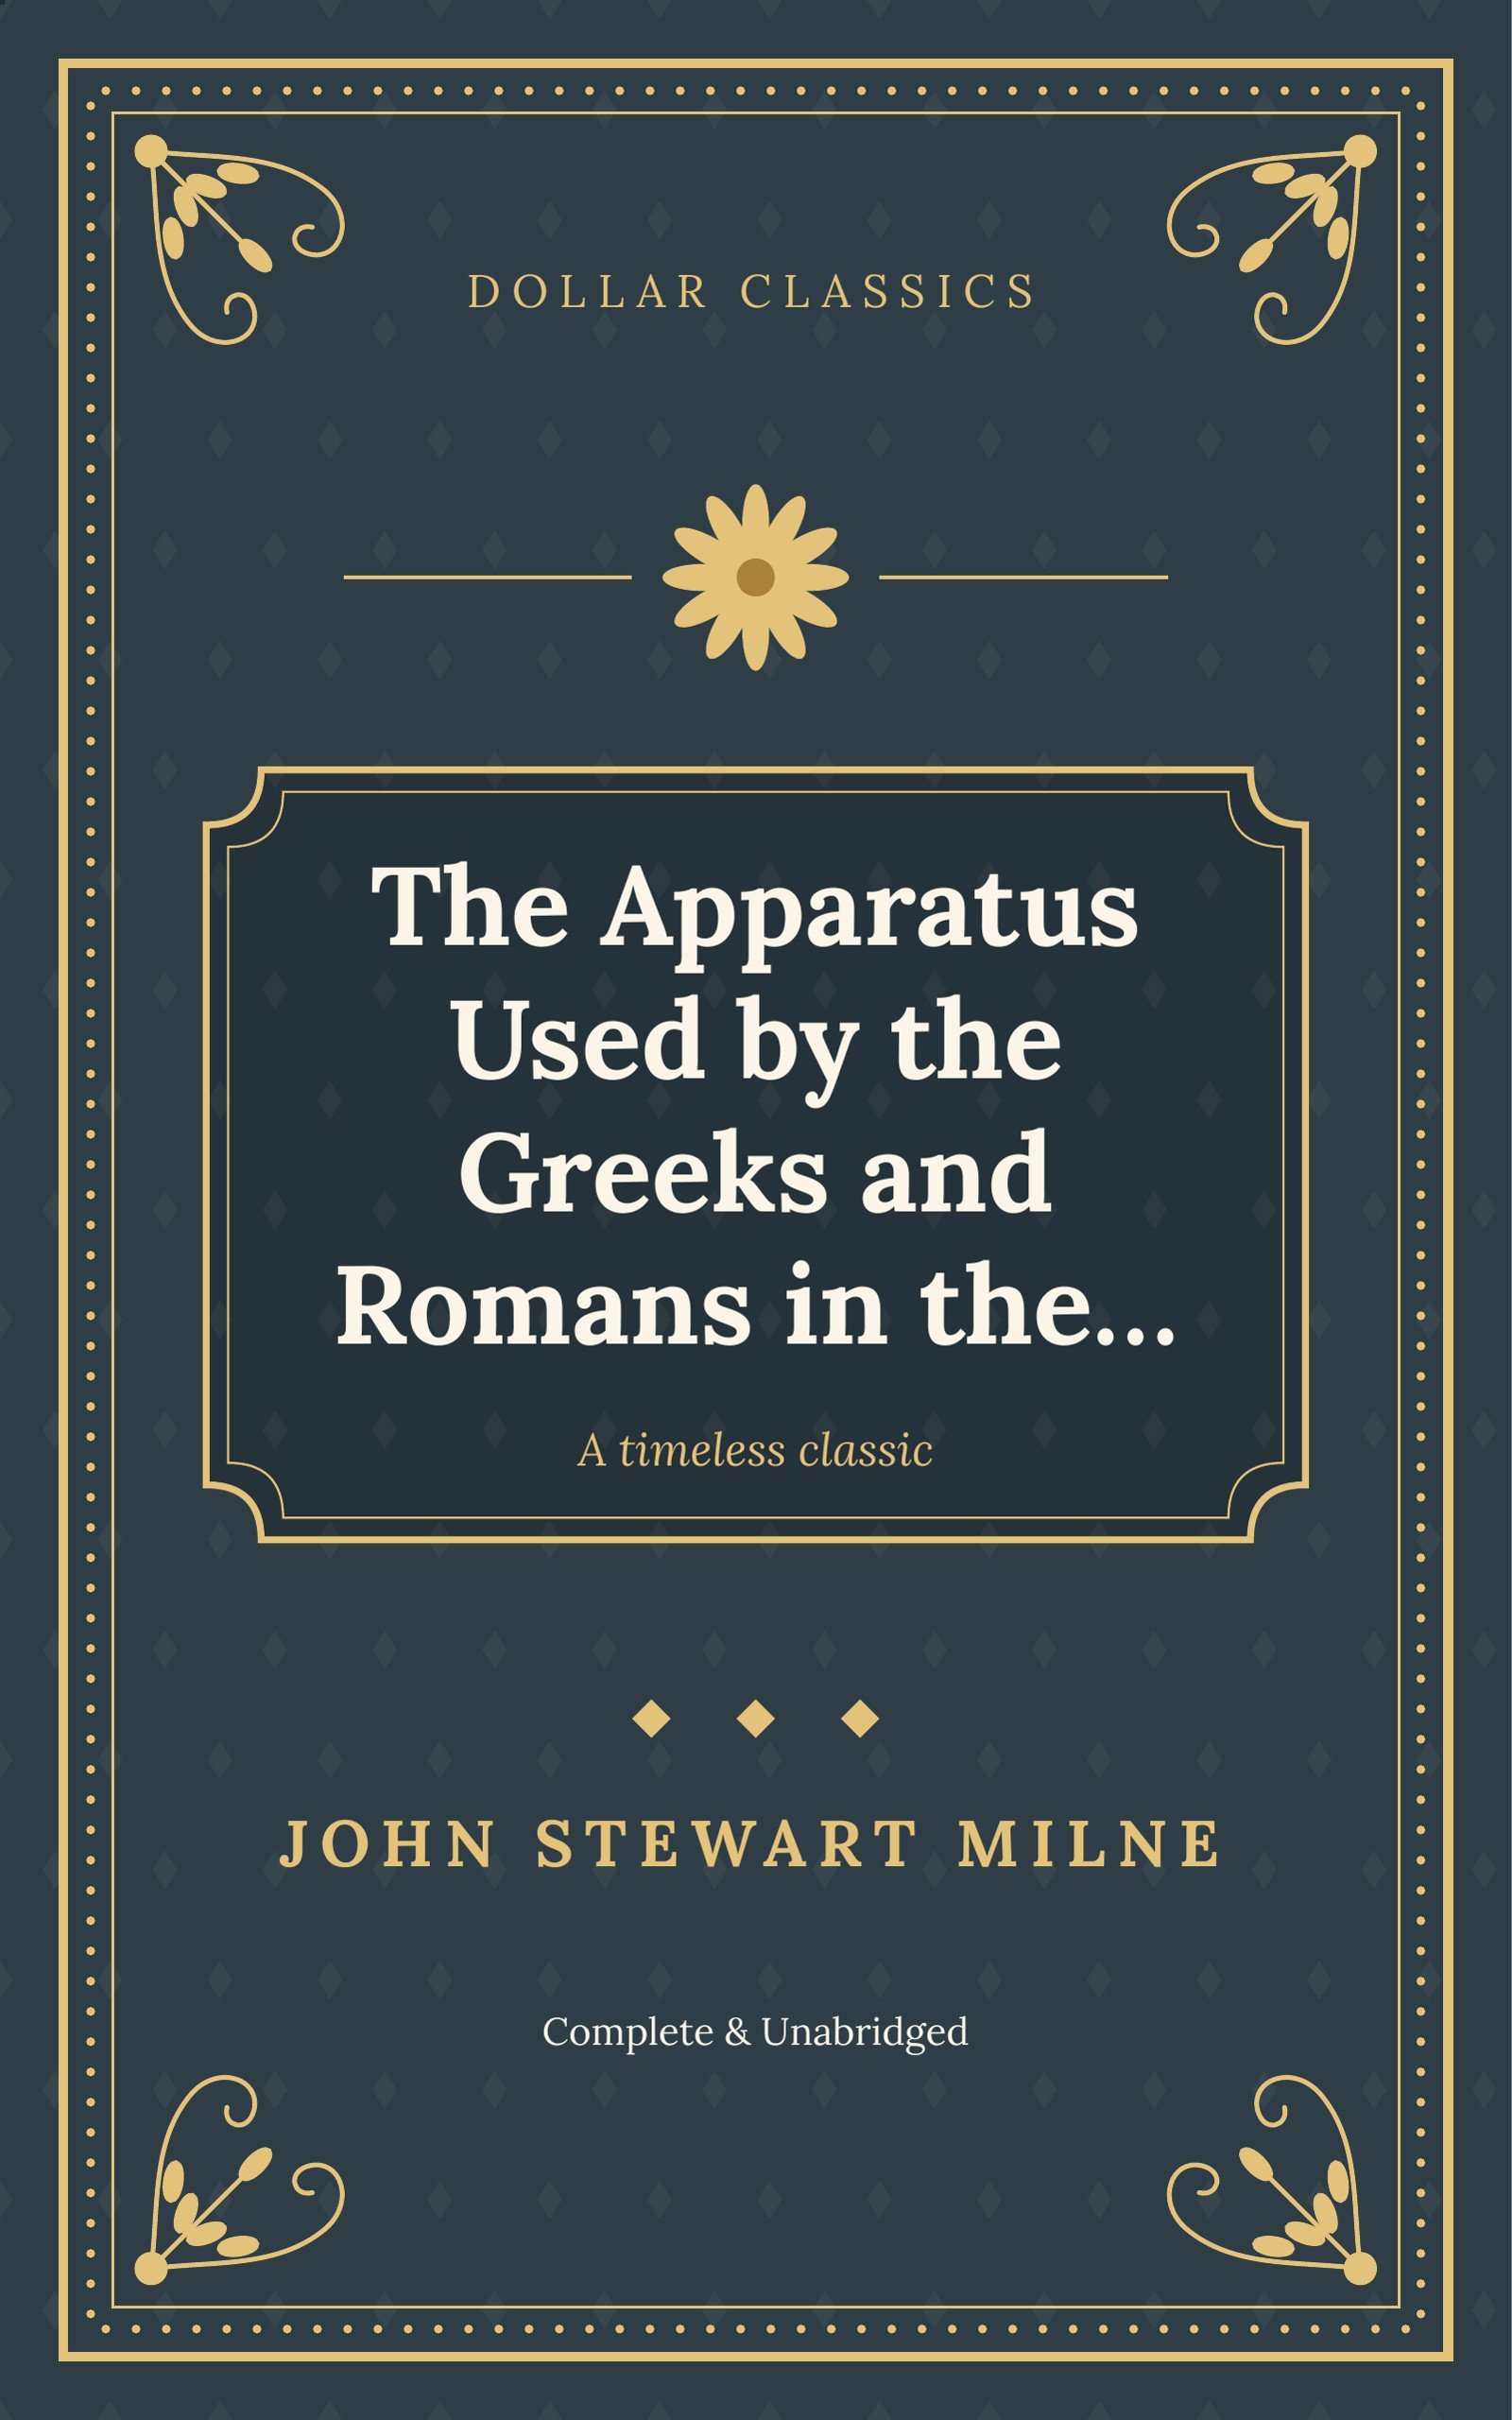 DOLLAR CLASSICS
The Apparatus
Used by the
Greeks and
Romans in the...
A timeless classic
JOHN STEWART MILNE
Complete & Unabridged